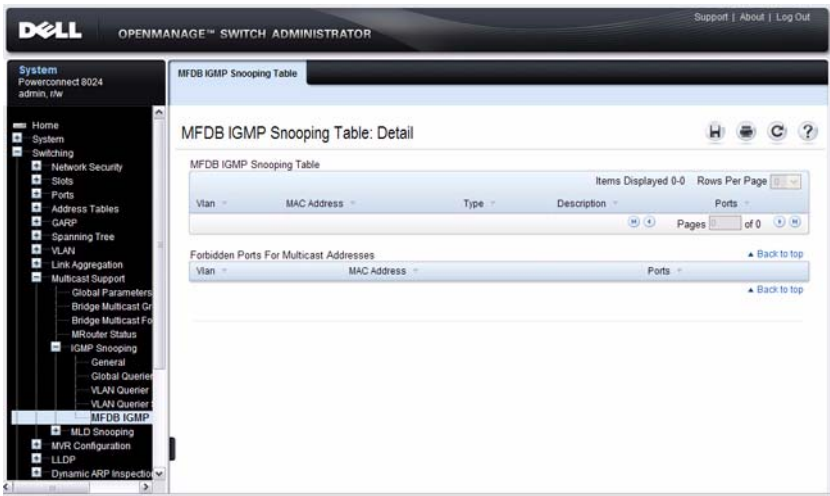 Support | About | Log Out
DELL OPENMANAGE™ SWITCH ADMINISTRATOR
System
Powerconnect 8024
admin, r/w
MFDB IGMP Snooping Table
Home
System
Switching
Network Security
Slots
Ports
Address Tables
GARP
Spanning Tree
VLAN
Link Aggregation
Multicast Support
Global Parameters
Bridge Multicast Gr
Bridge Multicast Fo
MRouter Status
IGMP Snooping
General
Global Querier
VLAN Querier
VLAN Querier
MFDB IGMP
MLD Snooping
MVR Configuration
LLDP
Dynamic ARP Inspection
MFDB IGMP Snooping Table: Detail
MFDB IGMP Snooping Table
Items Displayed 0-0 Rows Per Page 0
Vlan MAC Address Type Description Ports
Pages 0 of 0
Forbidden Ports For Multicast Addresses Back to top
Vlan MAC Address Ports
Back to top